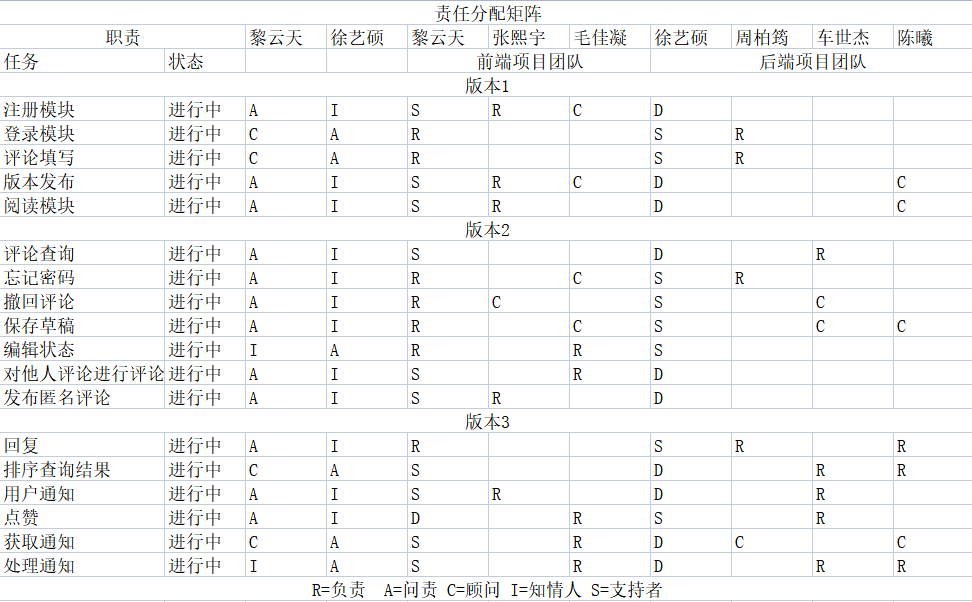 责任分配矩阵
职责 黎云天 徐艺硕 黎云天 张熙宇 毛佳凝 徐艺硕 周柏筠 车世杰 陈曦
任务 状态 前端项目团队 后端项目团队
版本1
注册模块 进行中 A I S R C D
登录模块 进行中 C A R S R
评论填写 进行中 C A R S R
版本发布 进行中 A I S R C D C
阅读模块 进行中 A I S R D C
版本2
评论查询 进行中 A I S D R
忘记密码 进行中 A I R C S R
撤回评论 进行中 A I R C S C
保存草稿 进行中 A I R C S C C
编辑状态 进行中 I A R R S
对他人评论进行评论 进行中 A I S R D
发布匿名评论 进行中 A I S R D
版本3
回复 进行中 A I R S R R
排序查询结果 进行中 C A S D R R
用户通知 进行中 A I S R D R
点赞 进行中 A I D R S R
获取通知 进行中 C A S R D C C
处理通知 进行中 I A S R D R R
R=负责 A=问责 C=顾问 I=知情人 S=支持者